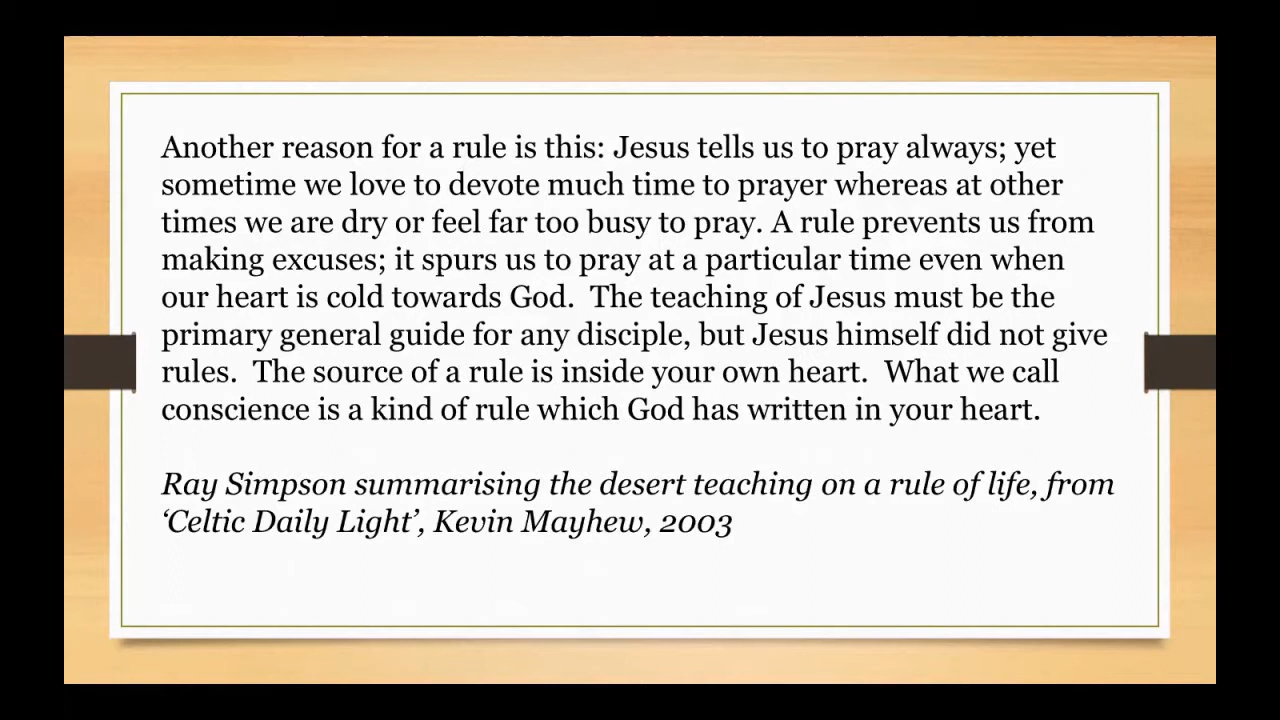 Another reason for a rule is this: Jesus tells us to pray always; yet
sometime we love to devote much time to prayer whereas at other
times we are dry or feel far too busy to pray. A rule prevents us from
making excuses; it spurs us to pray at a particular time even when
our heart is cold towards God.  The teaching of Jesus must be the
primary general guide for any disciple, but Jesus himself did not give
rules.  The source of a rule is inside your own heart.  What we call
conscience is a kind of rule which God has written in your heart.
Ray Simpson summarising the desert teaching on a rule of life, from
‘Celtic Daily Light’, Kevin Mayhew, 2003